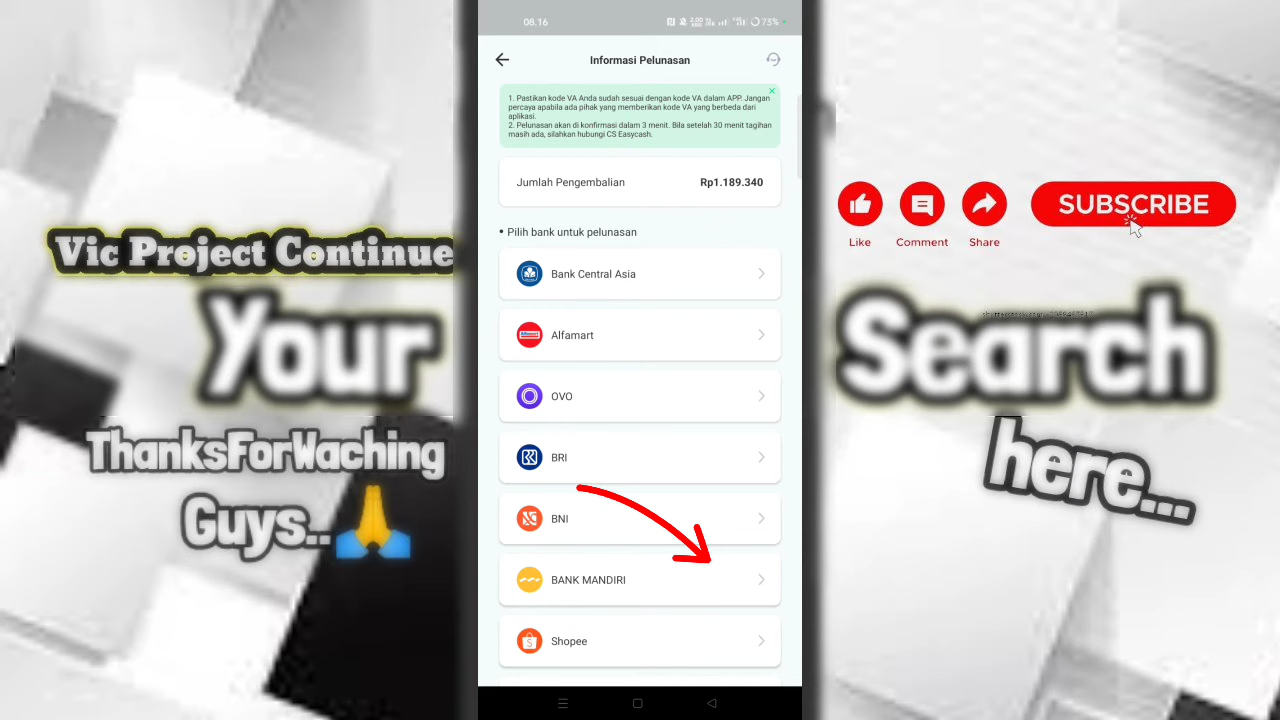 08.16
73%
Informasi Pelunasan
1. Pastikan kode VA Anda sudah sesuai dengan kode VA dalam APP. Jangan
percaya apabila ada pihak yang memberikan kode VA yang berbeda dari
aplikasi.
2. Pelunasan akan di konfirmasi dalam 3 menit. Bila setelah 30 menit tagihan
masih ada, silahkan hubungi CS Easycash.
Jumlah Pengembalian Rp1.189.340
• Pilih bank untuk pelunasan
Bank Central Asia
Alfamart
OVO
BRI
BNI
BANK MANDIRI
Shopee
Vic Project Continue
Your
ThanksForWaching
Guys..🙏
SUBSCRIBE
Like Comment Share
Search
here...